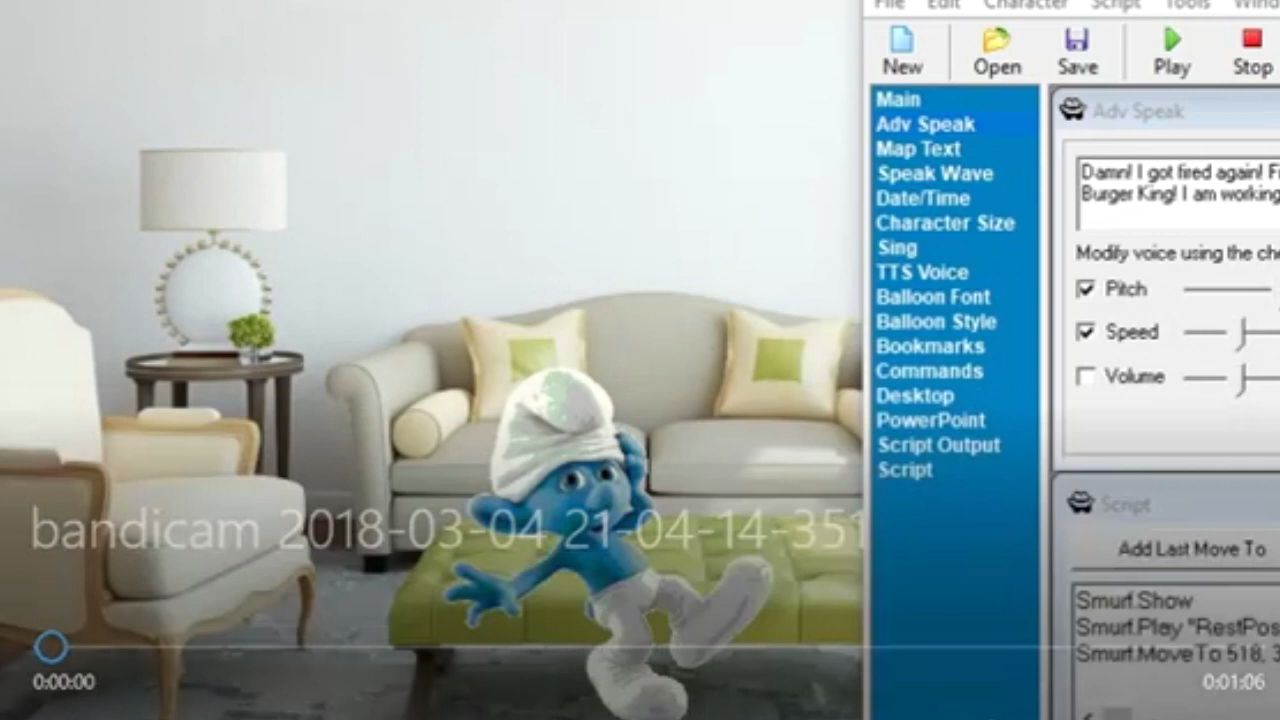 File Edit Character Script Tools
New Open Save Play Stop
Main
Adv Speak
Map Text
Speak Wave
Date/Time
Character Size
Sing
TTS Voice
Balloon Font
Balloon Style
Bookmarks
Commands
Desktop
PowerPoint
Script Output
Script
Adv Speak
Damn! I got fired again!
Burger King! I am working
Modify voice using the
Pitch
Speed
Volume
Script
Add Last Move To
Smurf.Show
Smurf.Play "RestPos
Smurf.MoveTo 518, 3
bandicam 2018-03-04 21-04-14-351
0:00:00
0:01:06